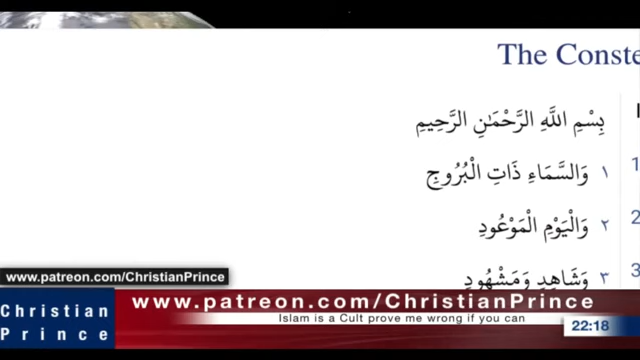 The Conste
بِسْمِ اللَّهِ الرَّحْمَٰنِ الرَّحِيمِ
١ وَالسَّمَاءِ ذَاتِ الْبُرُوجِ
1
٢ وَالْيَوْمِ الْمَوْعُودِ
2
٣ وَشَاهِدٍ وَمَشْهُودٍ
3
www.patreon.com/ChristianPrince
Christian
Prince
www.patreon.com/ChristianPrince
Islam is a Cult prove me wrong if you can
22:18